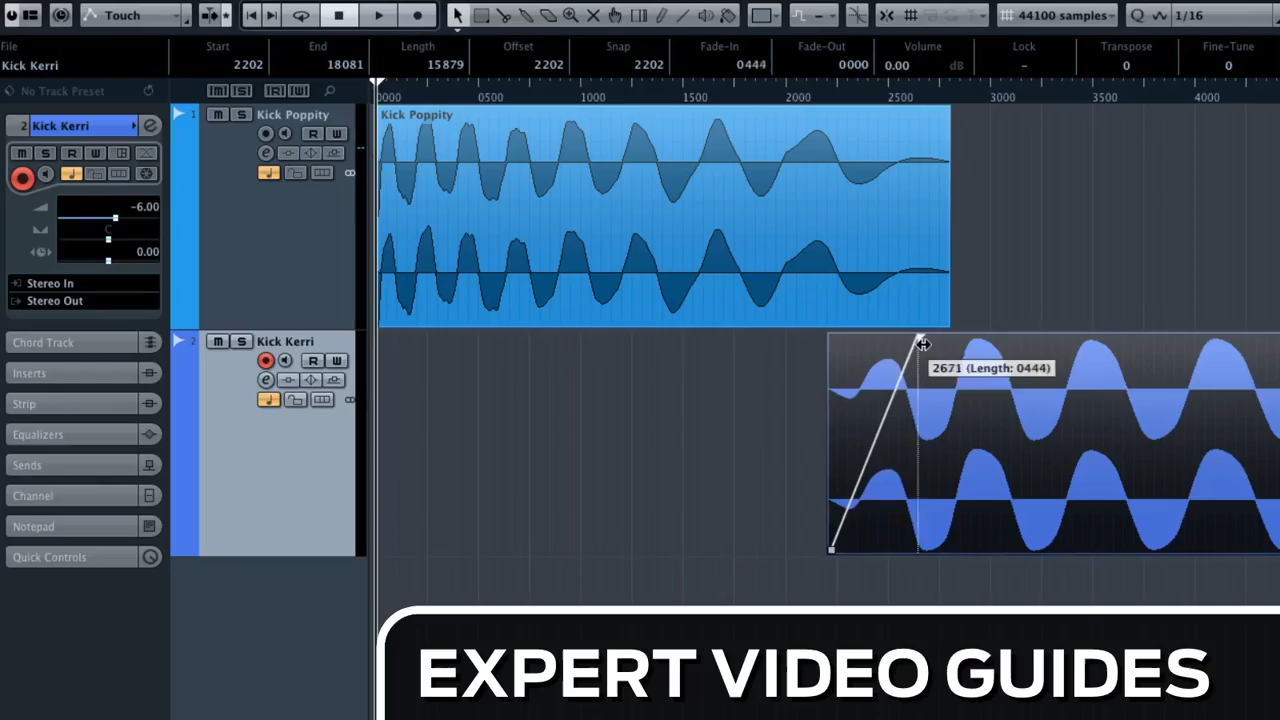 Touch 44100 samples Q 1/16
File Start End Length Offset Snap Fade-In Fade-Out Volume Lock Transpose Fine-Tune
Kick Kerri 2202 18081 15879 2202 2202 0444 0000 0.00 dB - 0 0
No Track Preset [M] [S] [R] [W]
0000 0500 1000 1500 2000 2500 3000 3500 4000
1 M S Kick Poppity
Kick Poppity
2 Kick Kerri e
R W
e
M S R W
-6.00
C
0.00
Stereo In
Stereo Out
2 M S Kick Kerri
R W
e
2671 (Length: 0444)
Chord Track
Inserts
Strip
Equalizers
Sends
Channel
Notepad
Quick Controls
EXPERT VIDEO GUIDES